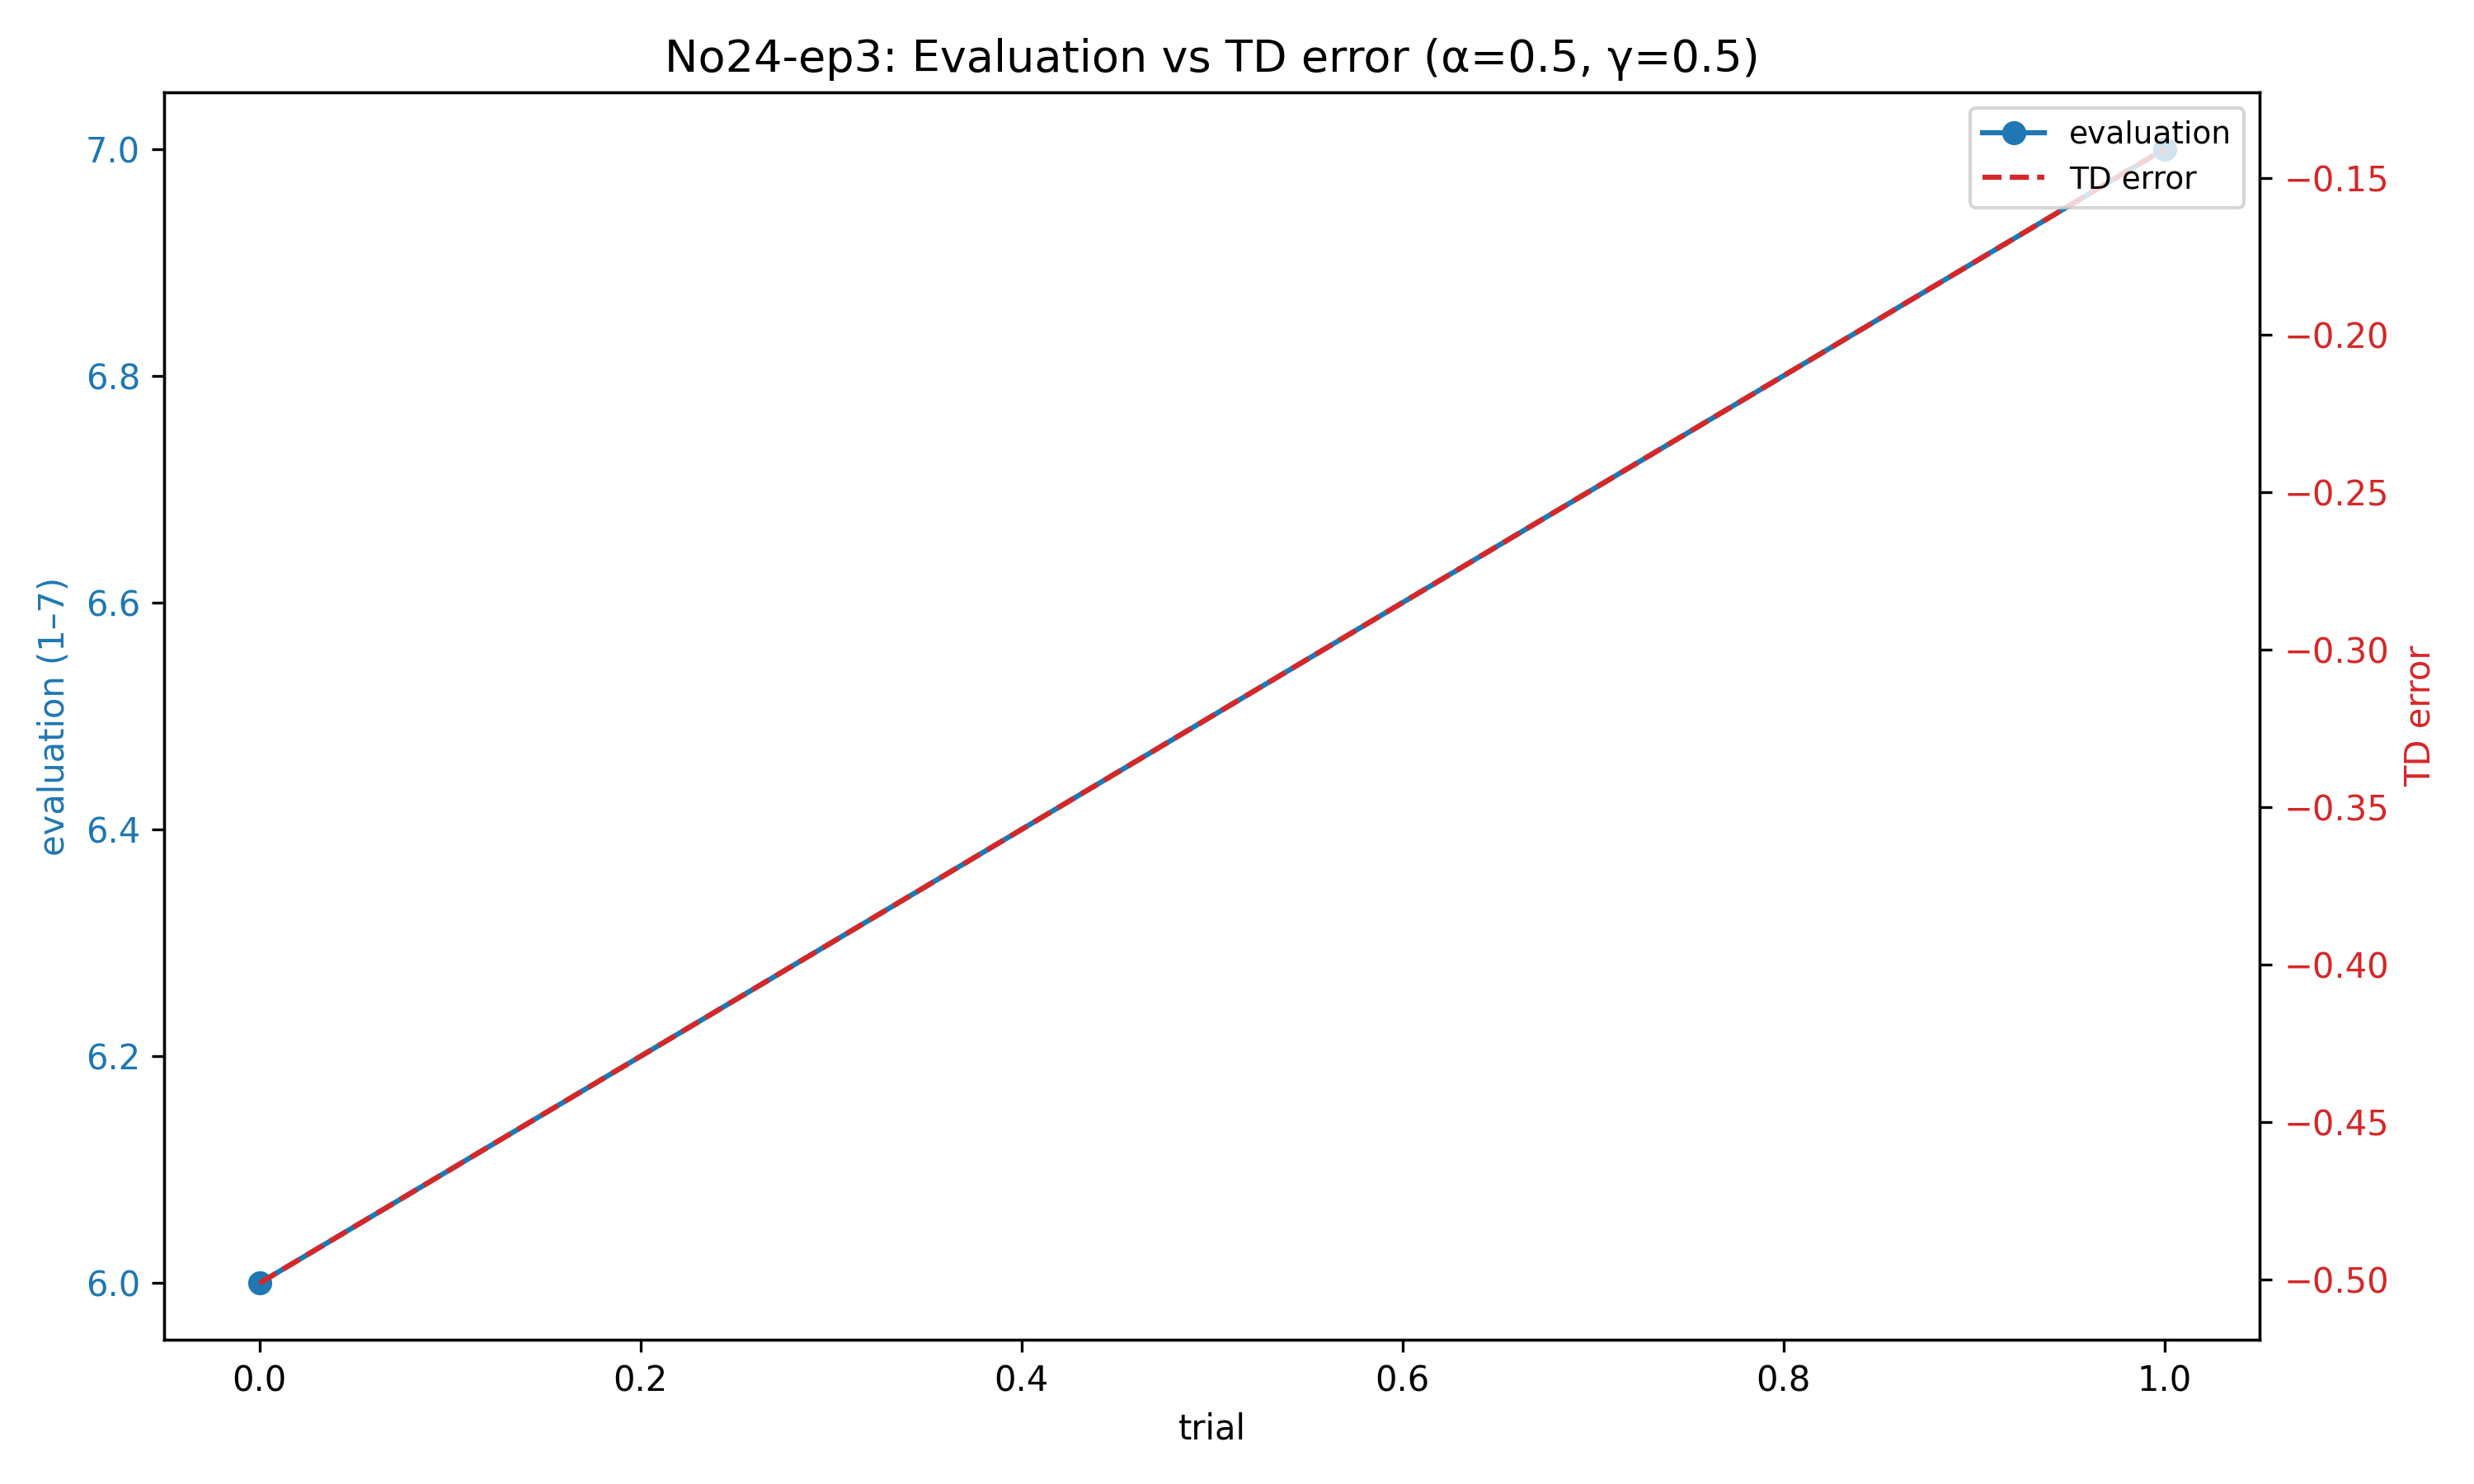 No24-ep3: Evaluation vs TD error (α=0.5, γ=0.5)
evaluation
TD error
7.0
6.8
6.6
6.4
6.2
6.0
evaluation (1–7)
−0.15
−0.20
−0.25
−0.30
−0.35
−0.40
−0.45
−0.50
TD error
0.0 0.2 0.4 0.6 0.8 1.0
trial